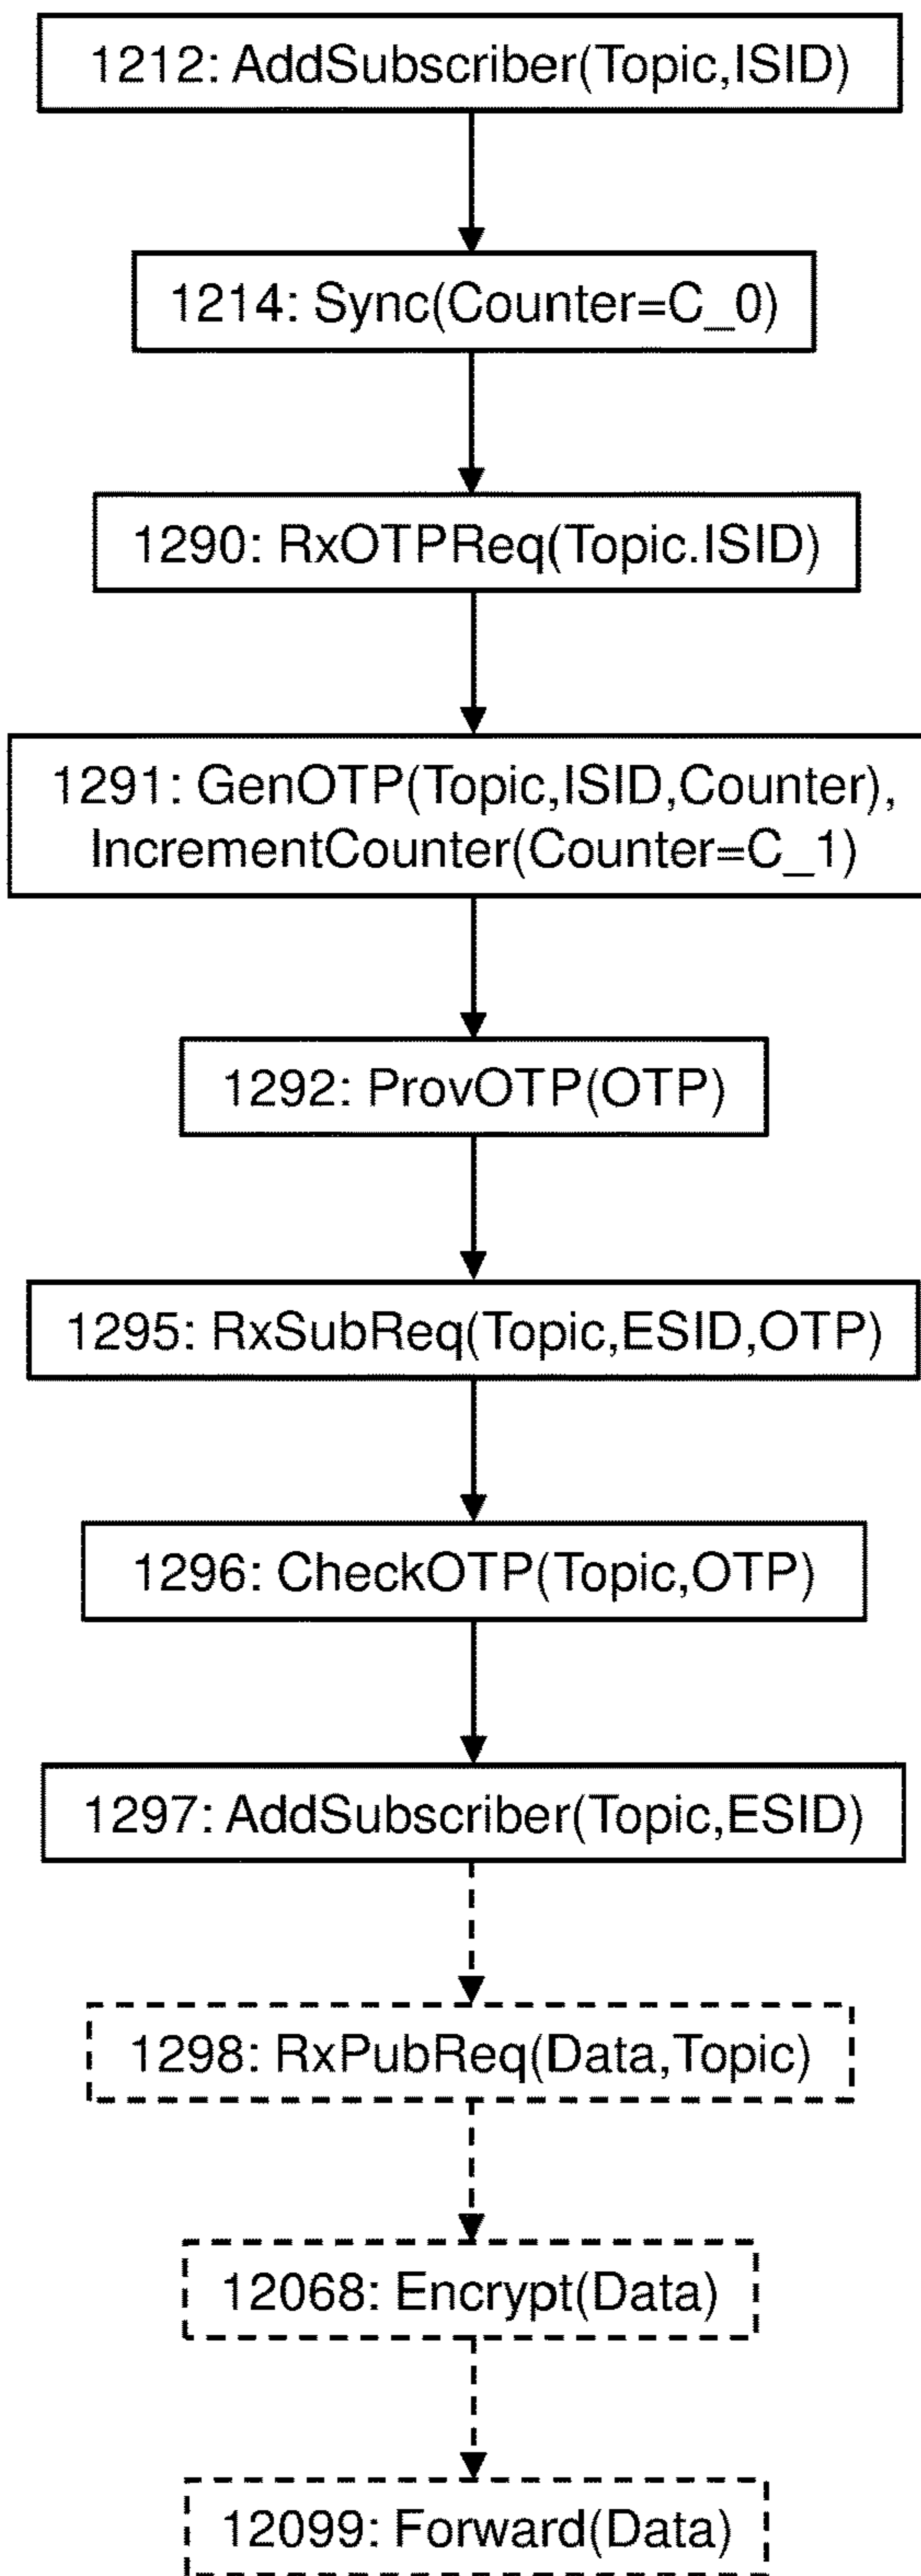 1212: AddSubscriber(Topic,ISID)
1214: Sync(Counter=C_0)
1290: RxOTPReq(Topic.ISID)
1291: GenOTP(Topic,ISID,Counter),
IncrementCounter(Counter=C_1)
1292: ProvOTP(OTP)
1295: RxSubReq(Topic,ESID,OTP)
1296: CheckOTP(Topic,OTP)
1297: AddSubscriber(Topic,ESID)
1298: RxPubReq(Data,Topic)
12068: Encrypt(Data)
12099: Forward(Data)